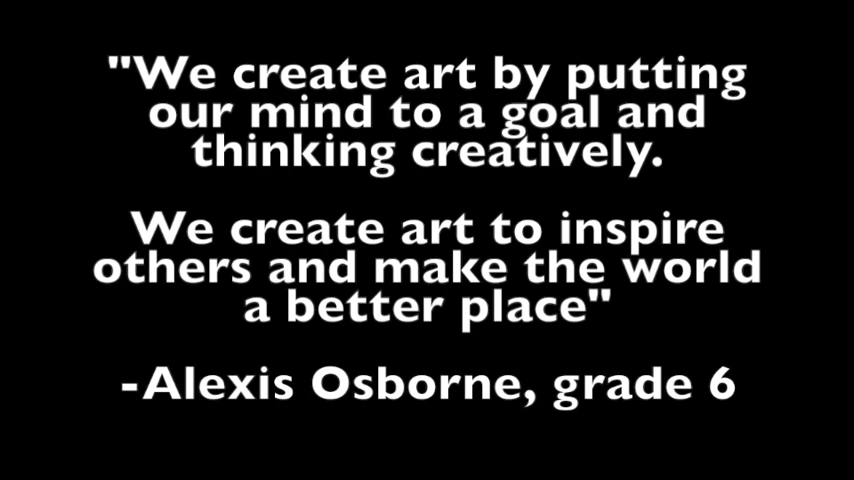 "We create art by putting
our mind to a goal and
thinking creatively.
We create art to inspire
others and make the world
a better place"
-Alexis Osborne, grade 6